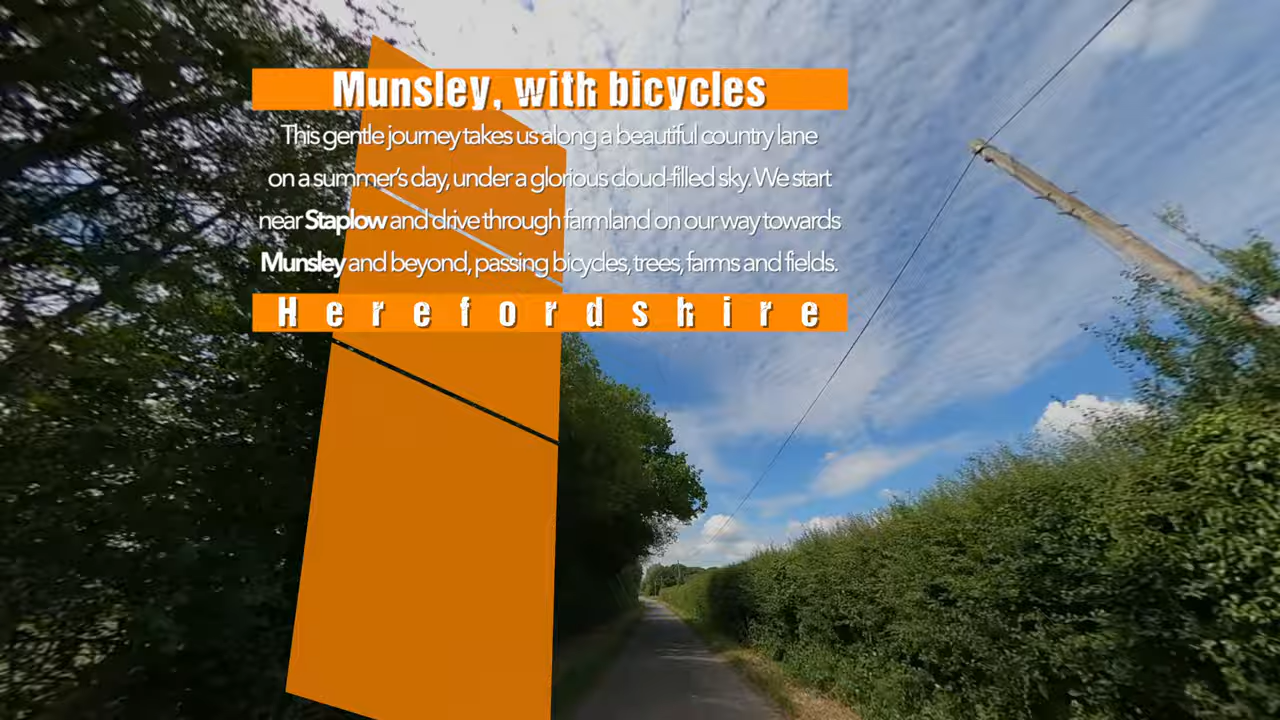 Munsley, with bicycles
This gentle journey takes us along a beautiful country lane
on a summer's day, under a glorious cloud-filled sky. We start
near Staplow and drive through farmland on our way towards
Munsley and beyond, passing bicycles, trees, farms and fields.
Herefordshire